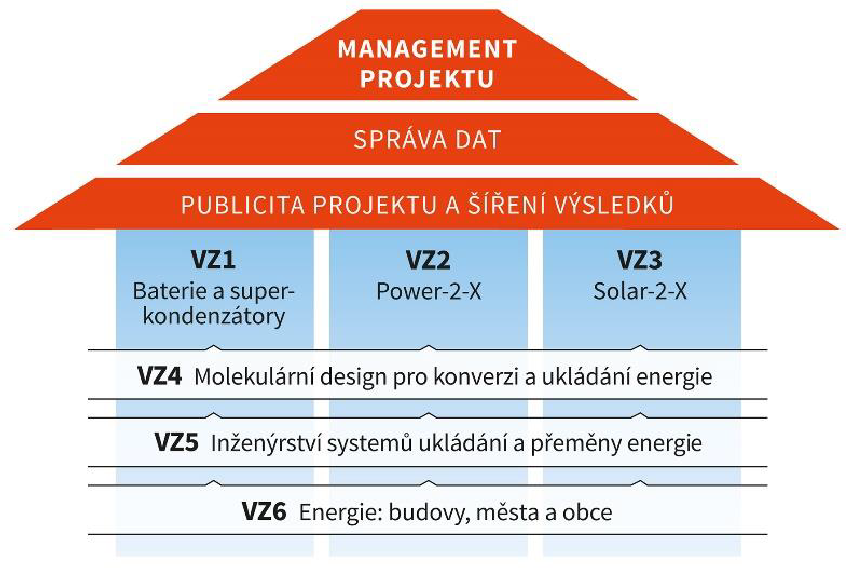 MANAGEMENT
PROJEKTU
SPRÁVA DAT
PUBLICITA PROJEKTU A ŠÍŘENÍ VÝSLEDKŮ
VZ1
Baterie a super-
kondenzátory
VZ2
Power-2-X
VZ3
Solar-2-X
VZ4 Molekulární design pro konverzi a ukládání energie
VZ5 Inženýrství systémů ukládání a přeměny energie
VZ6 Energie: budovy, města a obce